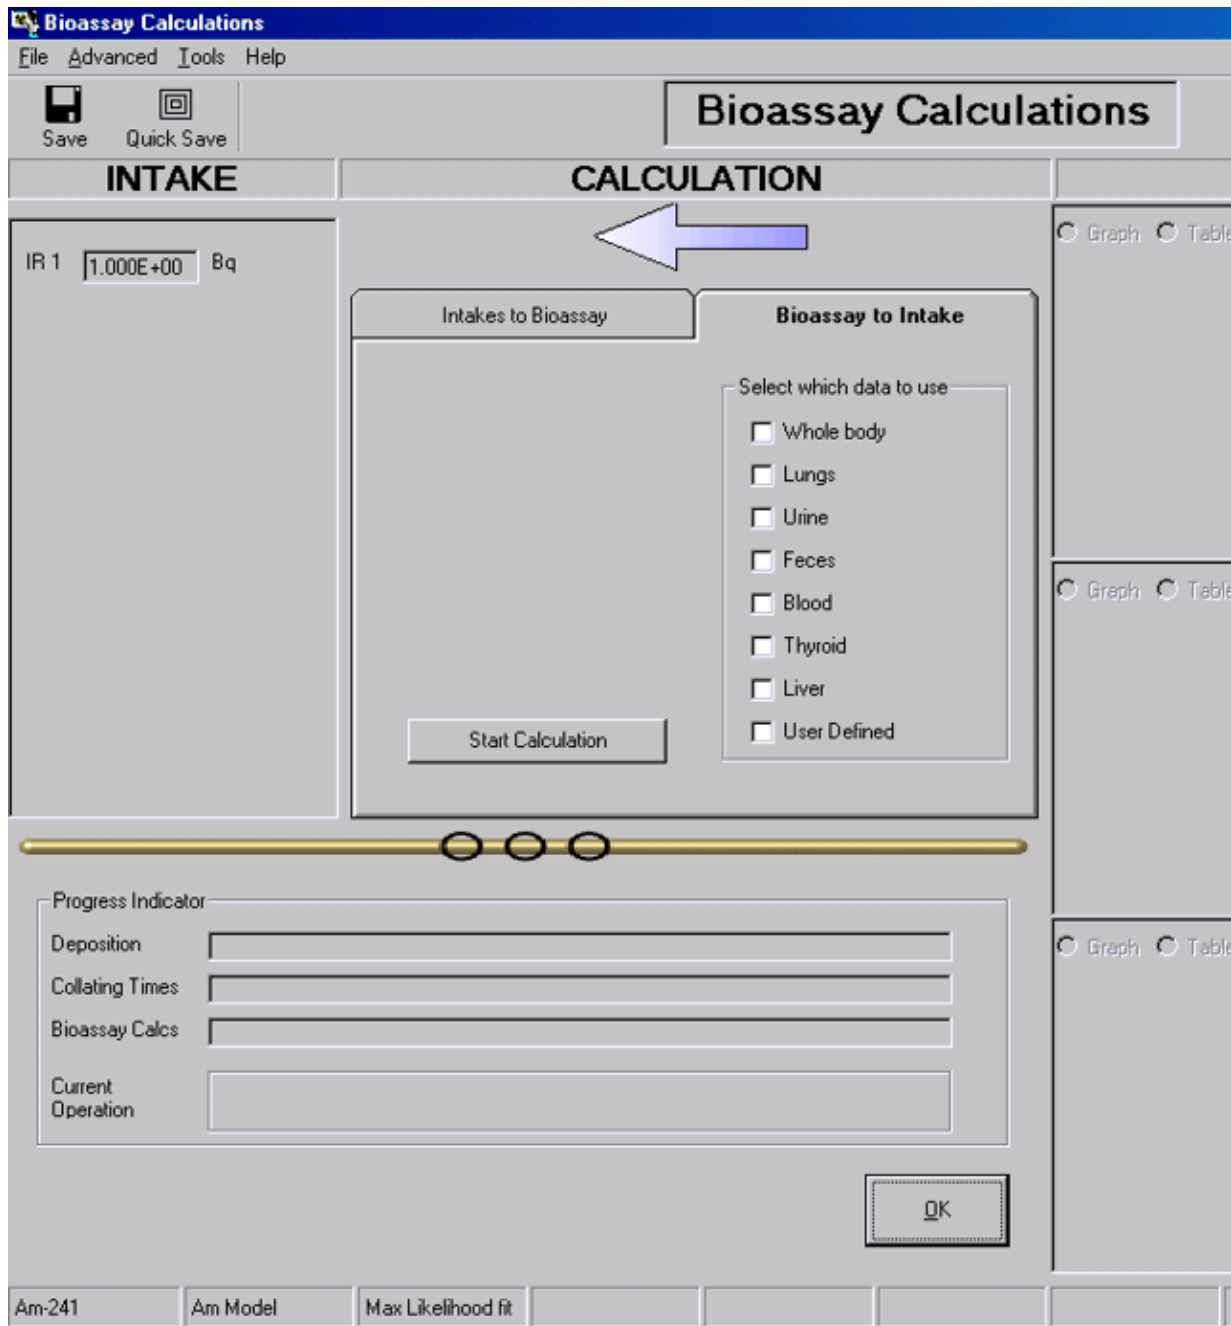 Bioassay Calculations
File Advanced Tools Help
Save Quick Save
Bioassay Calculations
INTAKE CALCULATION
IR 1 1.000E+00 Bq
Graph Table
Intakes to Bioassay Bioassay to Intake
Select which data to use
Whole body
Lungs
Urine
Feces
Blood
Thyroid
Liver
User Defined
Start Calculation
Graph Table
Progress Indicator
Deposition
Collating Times
Bioassay Calcs
Current
Operation
Graph Table
OK
Am-241 Am Model Max Likelihood fit